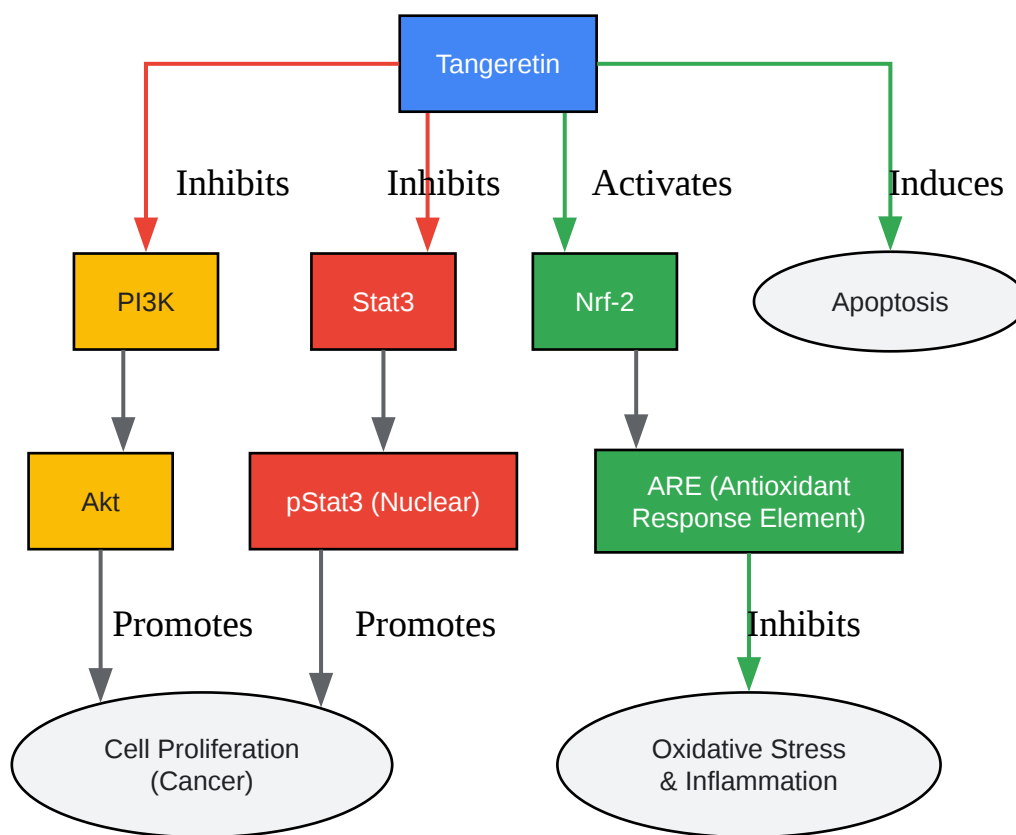 Tangeretin
Inhibits
Inhibits
Activates
Induces
PI3K
Stat3
Nrf-2
Apoptosis
Akt
pStat3 (Nuclear)
ARE (Antioxidant
Response Element)
Promotes
Promotes
Inhibits
Cell Proliferation
(Cancer)
Oxidative Stress
& Inflammation